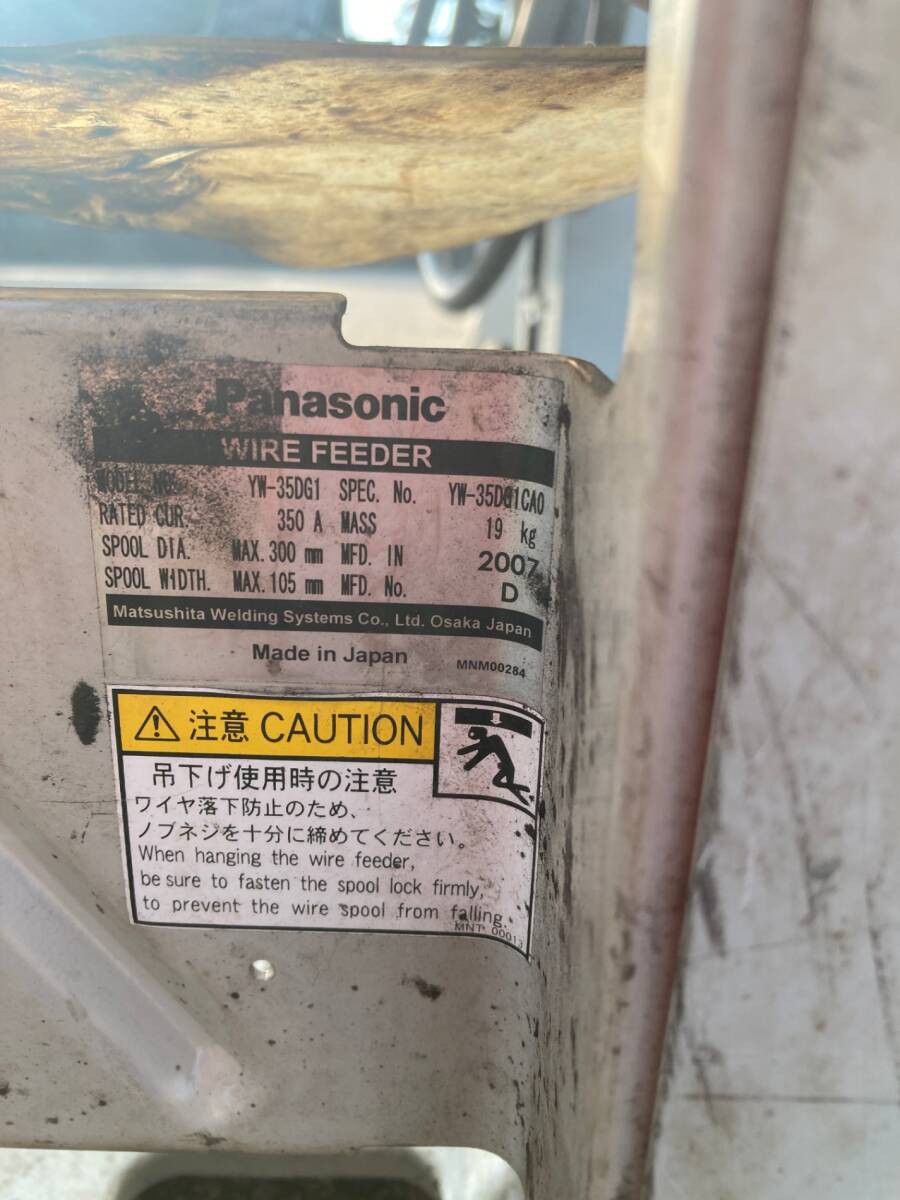 Panasonic
WIRE FEEDER
MODEL No. YW-35DG1 SPEC. No. YW-35DG1CA0
RATED CUR. 350 A MASS 19 kg
SPOOL DIA. MAX. 300 mm MFD. IN 2007
SPOOL WIDTH. MAX. 105 mm MFD. No. D
Matsushita Welding Systems Co., Ltd. Osaka Japan
Made in Japan MNM00284
注意 CAUTION
吊下げ使用時の注意
ワイヤ落下防止のため、
ノブネジを十分に締めてください。
When hanging the wire feeder,
be sure to fasten the spool lock firmly,
to prevent the wire spool from falling.
MNT 00013